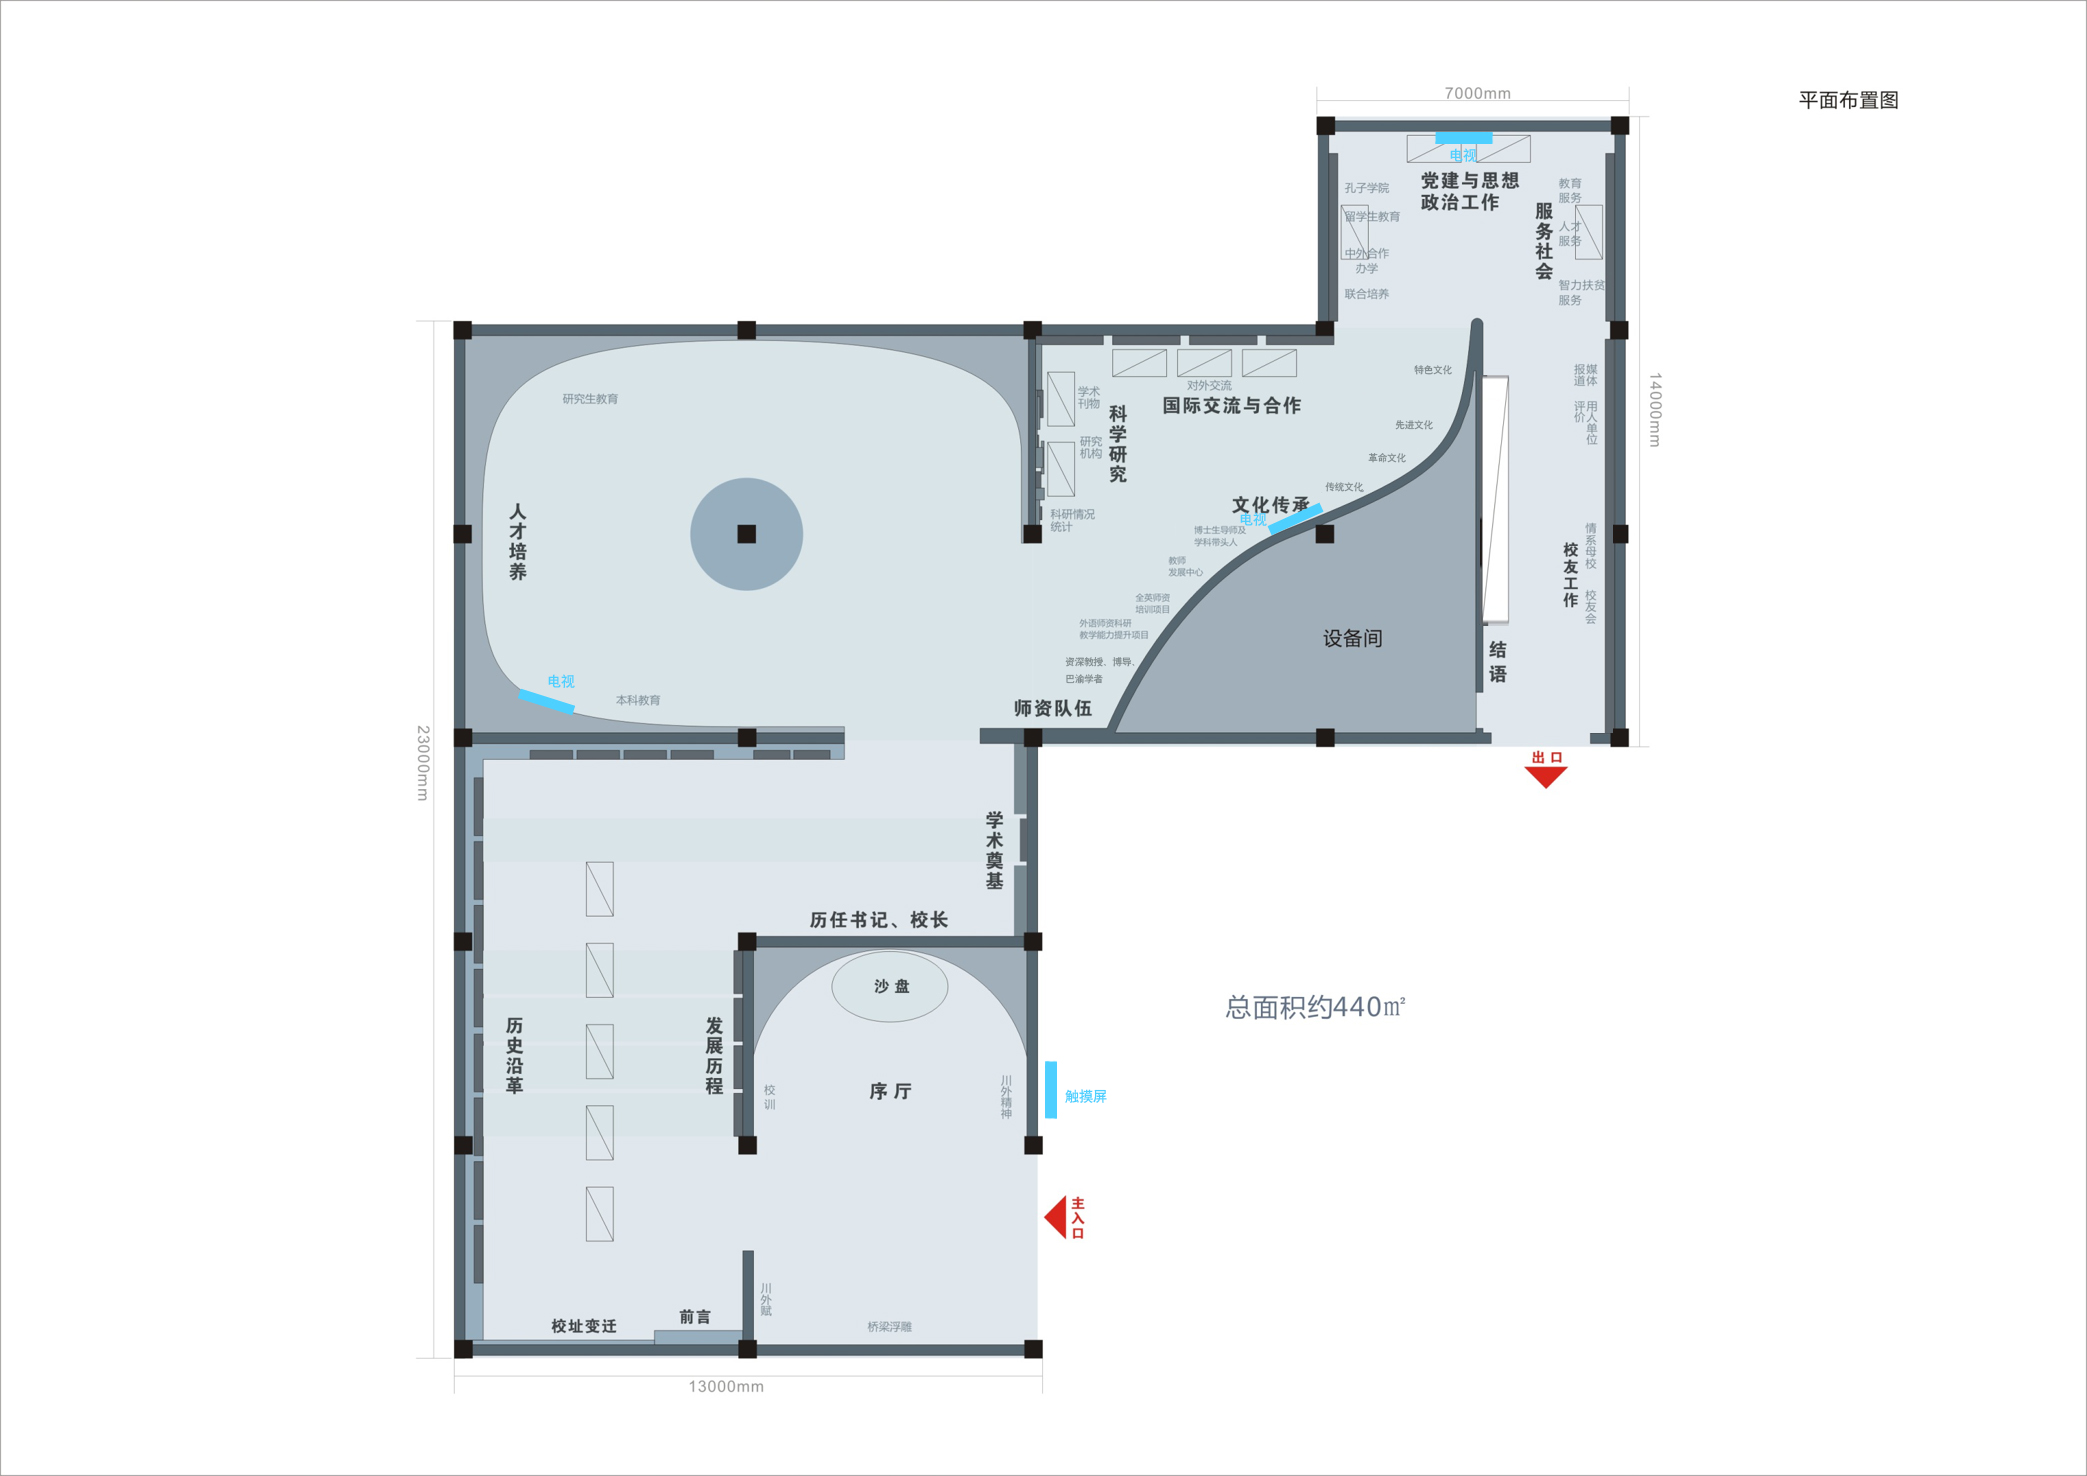 平面布置图
7000mm
电视
党建与思想
政治工作
孔子学院
留学生教育
中外合作
办学
联合培养
服务社会
教育
服务
人才
服务
智力扶贫
服务
14000mm
媒体
报道
用人单位
评价
情系母校
校友会
校友工作
结语
出口
特色文化
先进文化
革命文化
传统文化
文化传承
电视
对外交流
国际交流与合作
学术
刊物
研究
机构
科学研究
科研情况
统计
博士生导师及
学科带头人
教师
发展中心
全英师资
培训项目
外语师资科研
教学能力提升项目
资深教授、博导、
巴渝学者
师资队伍
设备间
研究生教育
人才培养
电视
本科教育
23000mm
学术奠基
历任书记、校长
历史沿革
发展历程
沙盘
序厅
校训
川外精神
触摸屏
主入口
川外赋
桥梁浮雕
前言
校址变迁
13000mm
总面积约440㎡